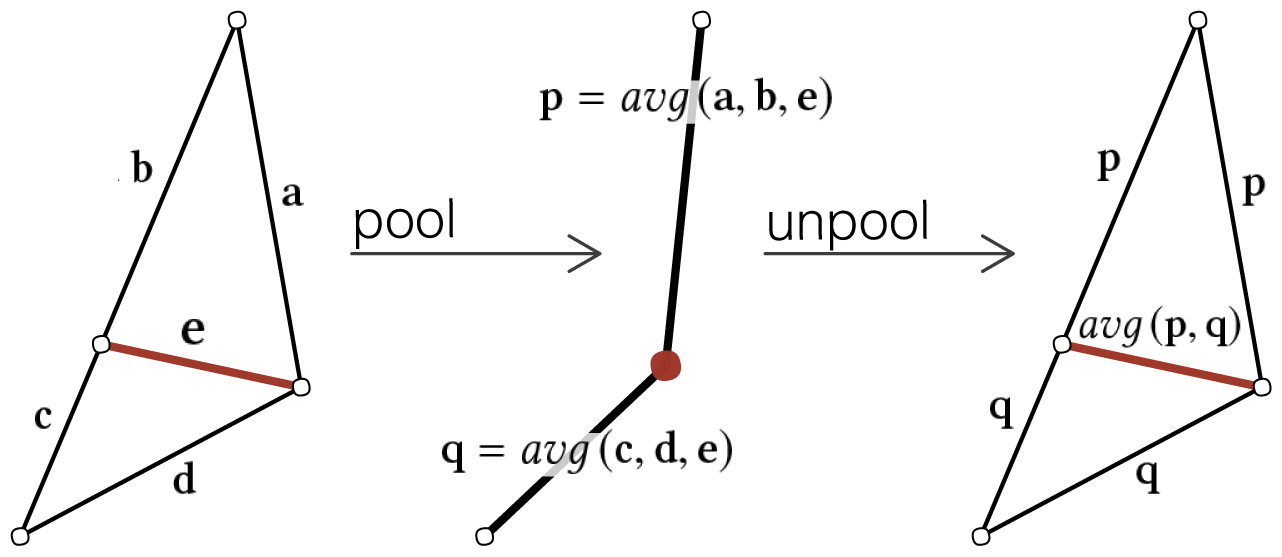 b
a
e
c
d
pool
p = avg(a, b, e)
q = avg(c, d, e)
unpool
p
p
avg(p, q)
q
q